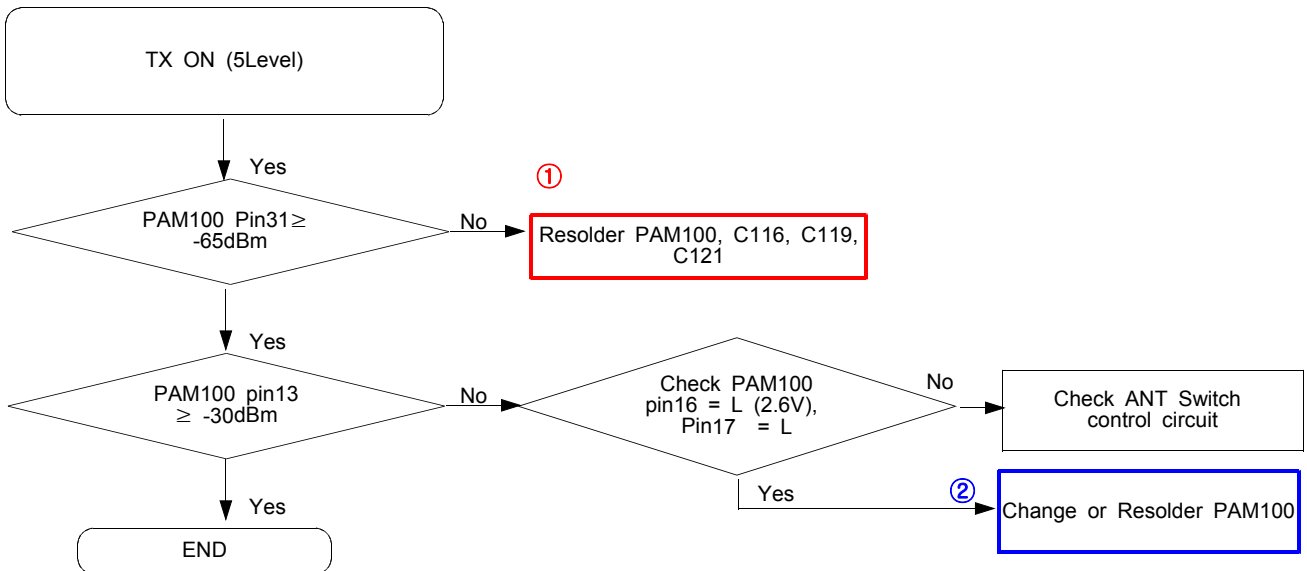 TX ON (5Level)
Yes
①
PAM100 Pin31≥
-65dBm
No
Resolder PAM100, C116, C119,
C121
Yes
PAM100 pin13
≥ -30dBm
No
Check PAM100
pin16 = L (2.6V),
Pin17 = L
No
Check ANT Switch
control circuit
Yes
②
Change or Resolder PAM100
Yes
END